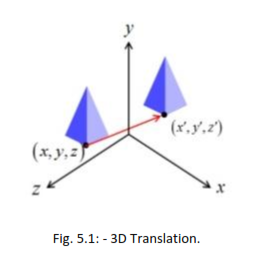 y
(x', y', z')
(x, y, z)
z
x
Fig. 5.1: - 3D Translation.